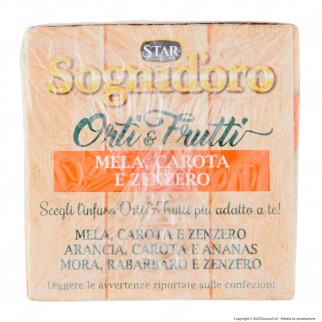 STAR
Sognid'oro
Orti & Frutti
MELA, CAROTA
E ZENZERO
Scegli l'infuso Orti & Frutti più adatto a te!
MELA, CAROTA E ZENZERO
ARANCIA, CAROTA E ANANAS
MORA, RABARBARO E ZENZERO
Leggere le avvertenze riportate sulle confezioni